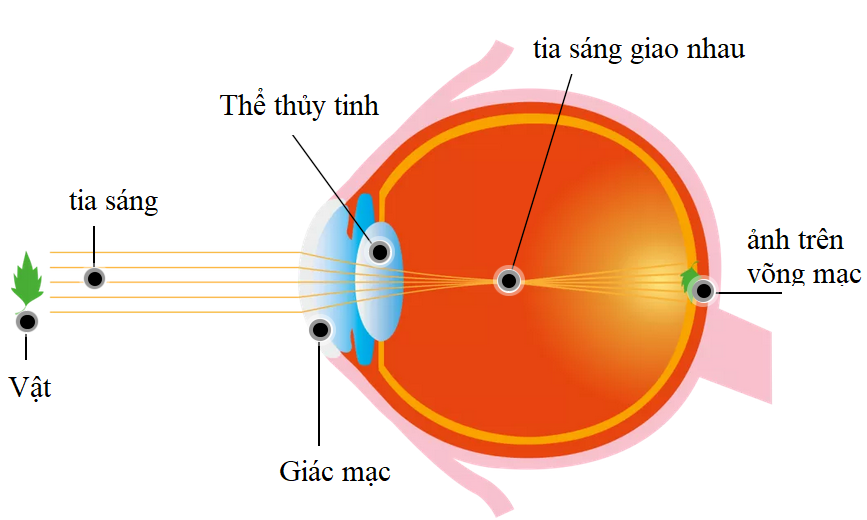 tia sáng giao nhau
Thể thủy tinh
tia sáng
ảnh trên
võng mạc
Vật
Giác mạc